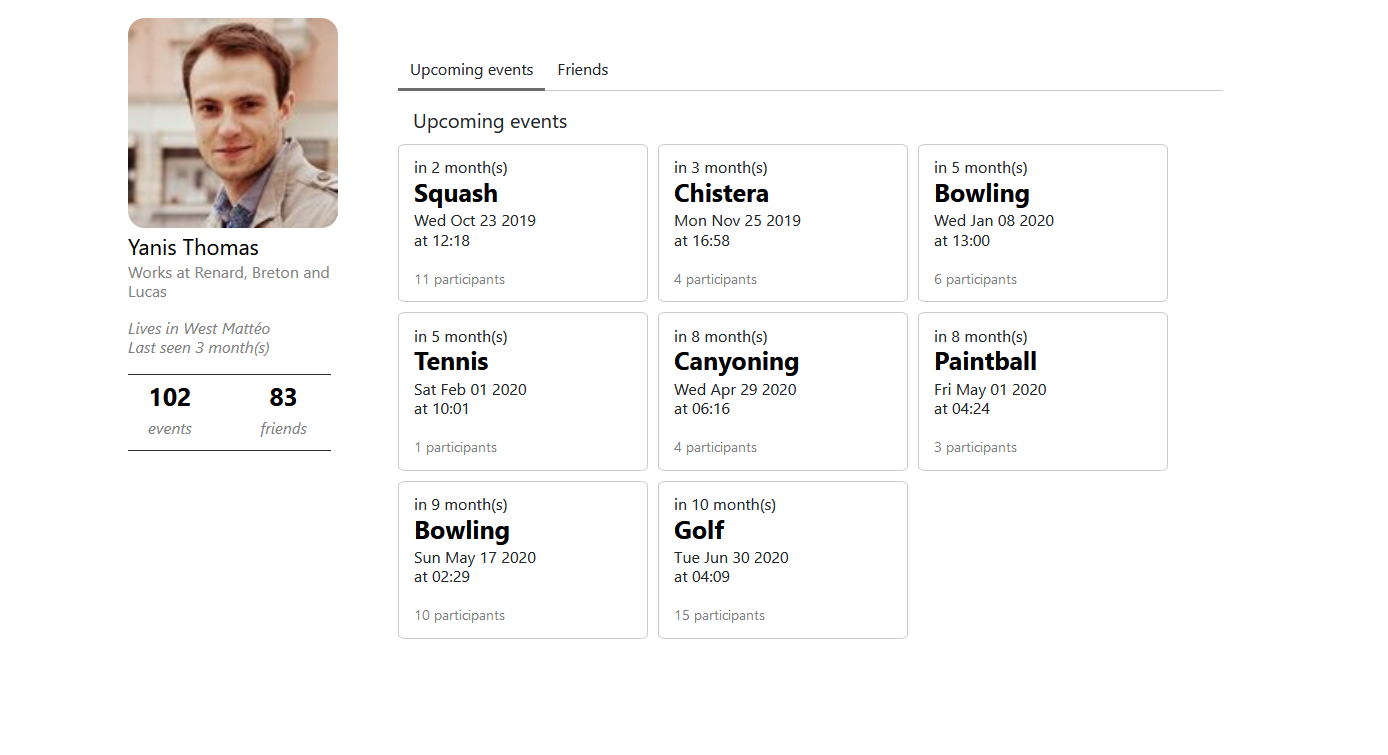 Upcoming events
Friends
Upcoming events
Yanis Thomas
Works at Renard, Breton and
Lucas
Lives in West Mattéo
Last seen 3 month(s)
102
events
83
friends
in 2 month(s)
Squash
Wed Oct 23 2019
at 12:18
11 participants
in 3 month(s)
Chistera
Mon Nov 25 2019
at 16:58
4 participants
in 5 month(s)
Bowling
Wed Jan 08 2020
at 13:00
6 participants
in 5 month(s)
Tennis
Sat Feb 01 2020
at 10:01
1 participants
in 8 month(s)
Canyoning
Wed Apr 29 2020
at 06:16
4 participants
in 8 month(s)
Paintball
Fri May 01 2020
at 04:24
3 participants
in 9 month(s)
Bowling
Sun May 17 2020
at 02:29
10 participants
in 10 month(s)
Golf
Tue Jun 30 2020
at 04:09
15 participants